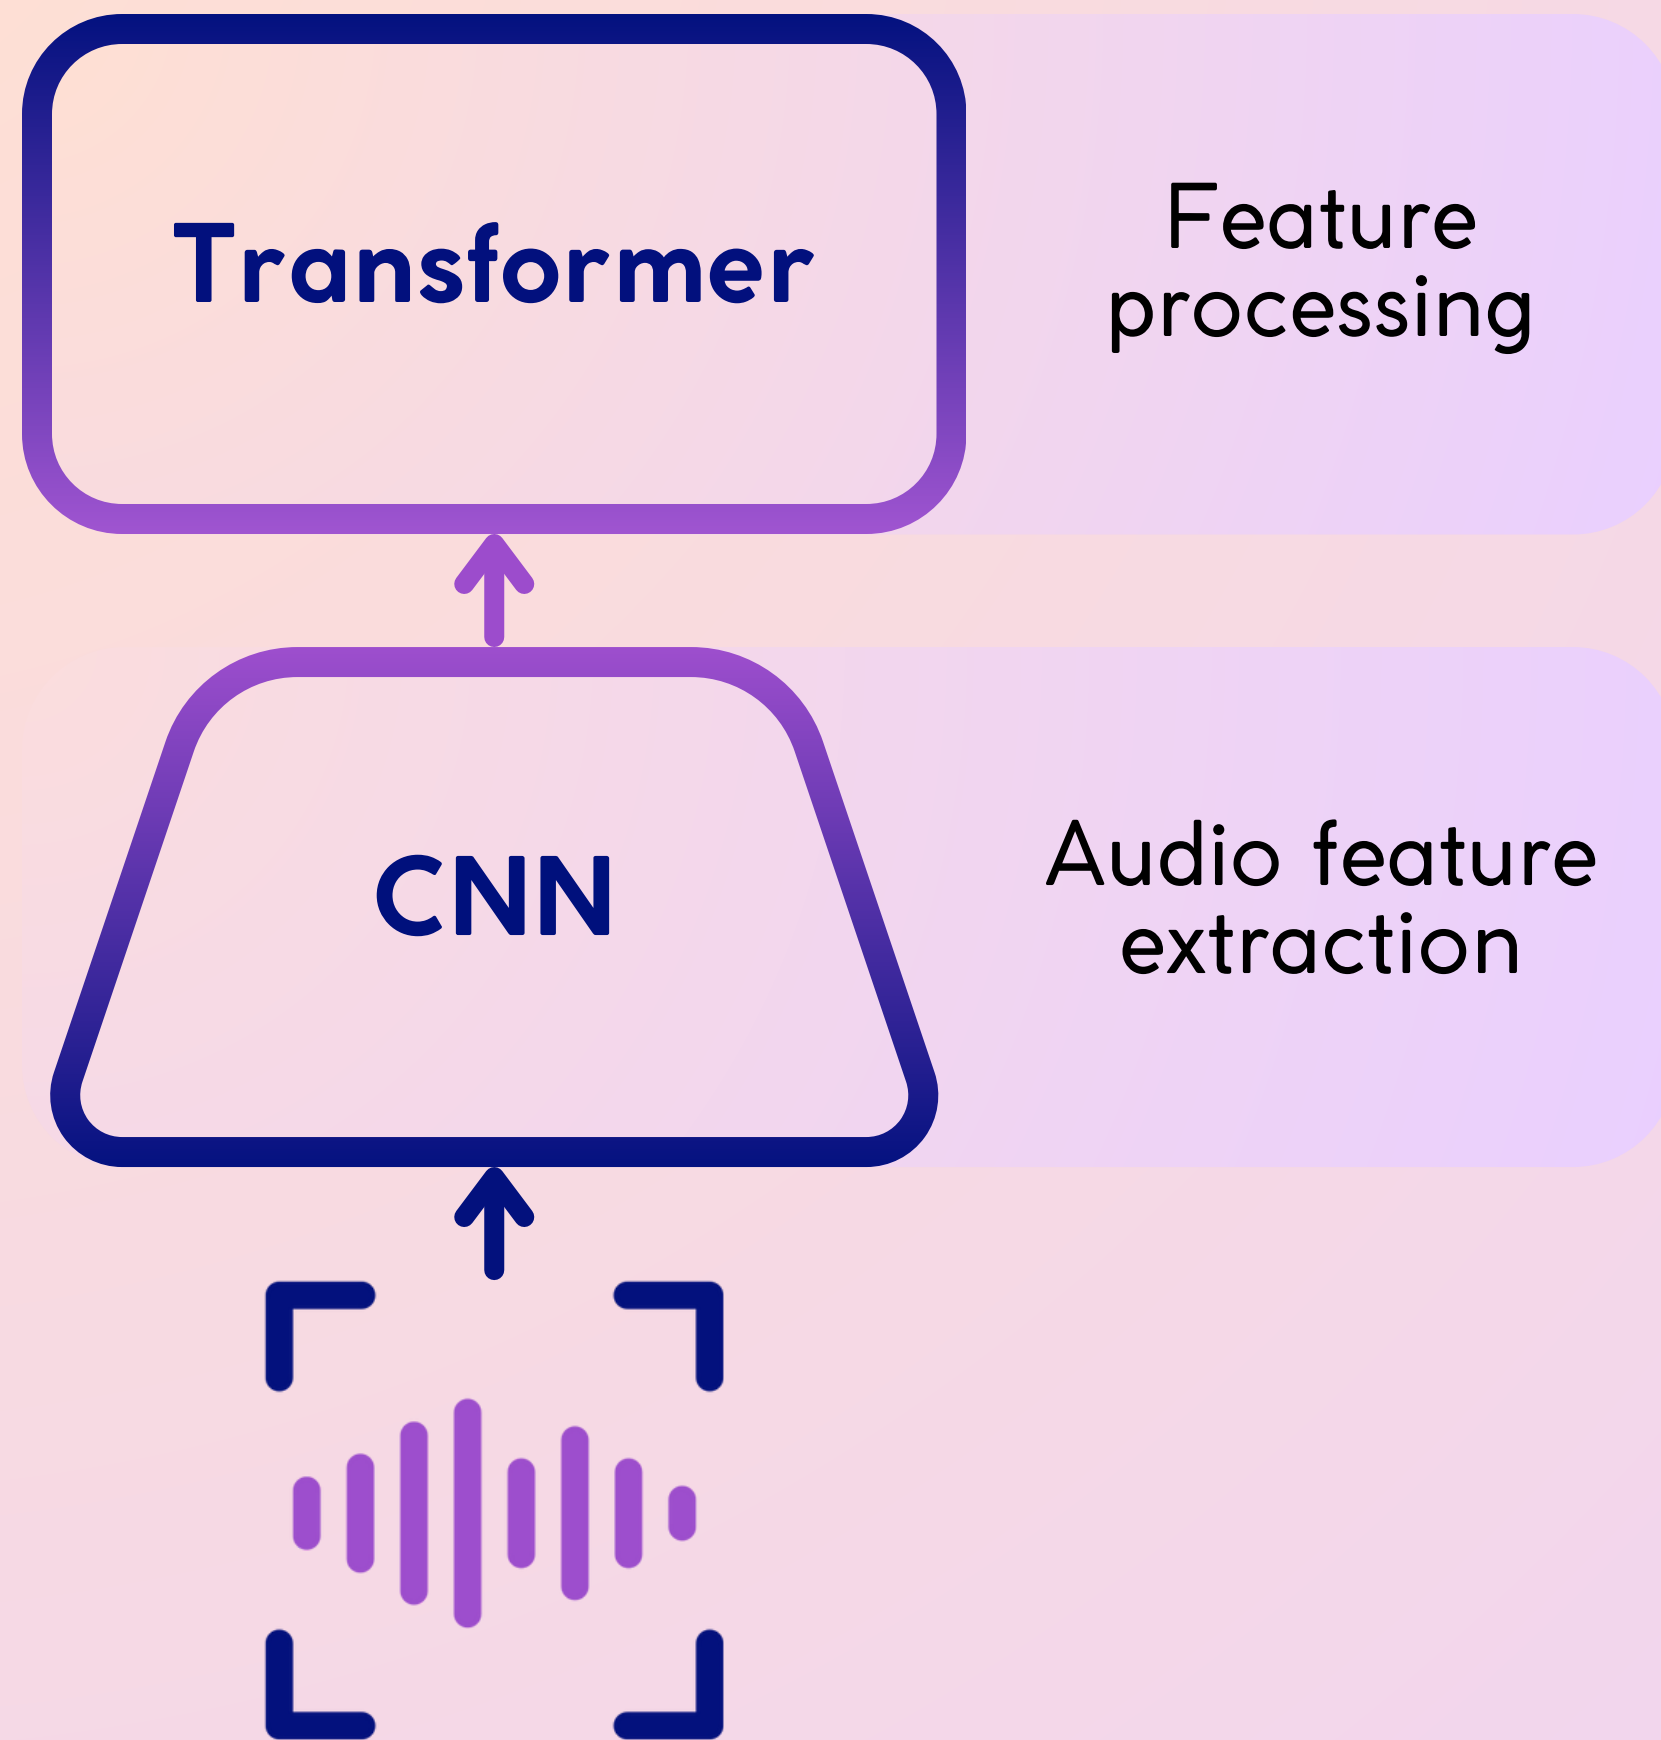 Transformer
Feature
processing
CNN
Audio feature
extraction